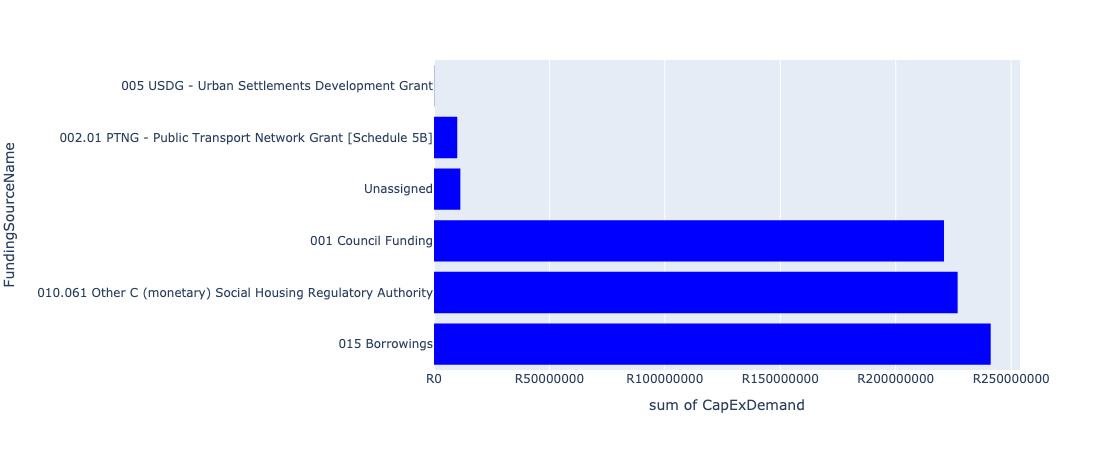 005 USDG - Urban Settlements Development Grant
002.01 PTNG - Public Transport Network Grant [Schedule 5B]
Unassigned
001 Council Funding
010.061 Other C (monetary) Social Housing Regulatory Authority
015 Borrowings
FundingSourceName
R0 R50000000 R100000000 R150000000 R200000000 R250000000
sum of CapExDemand